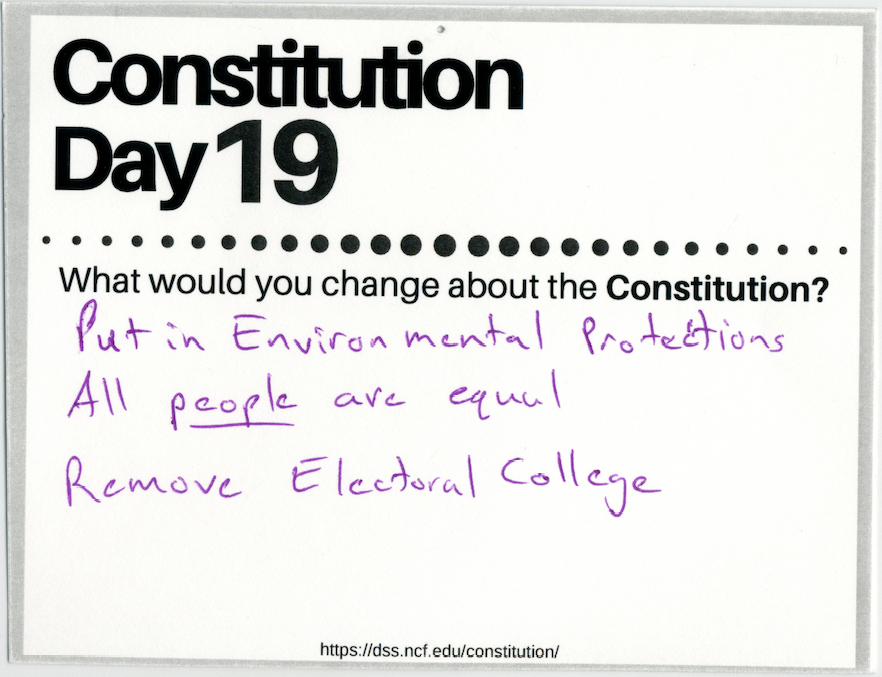 Constitution
Day 19
What would you change about the Constitution?
Put in Environmental Protections
All people are equal
Remove Electoral College
https://dss.ncf.edu/constitution/